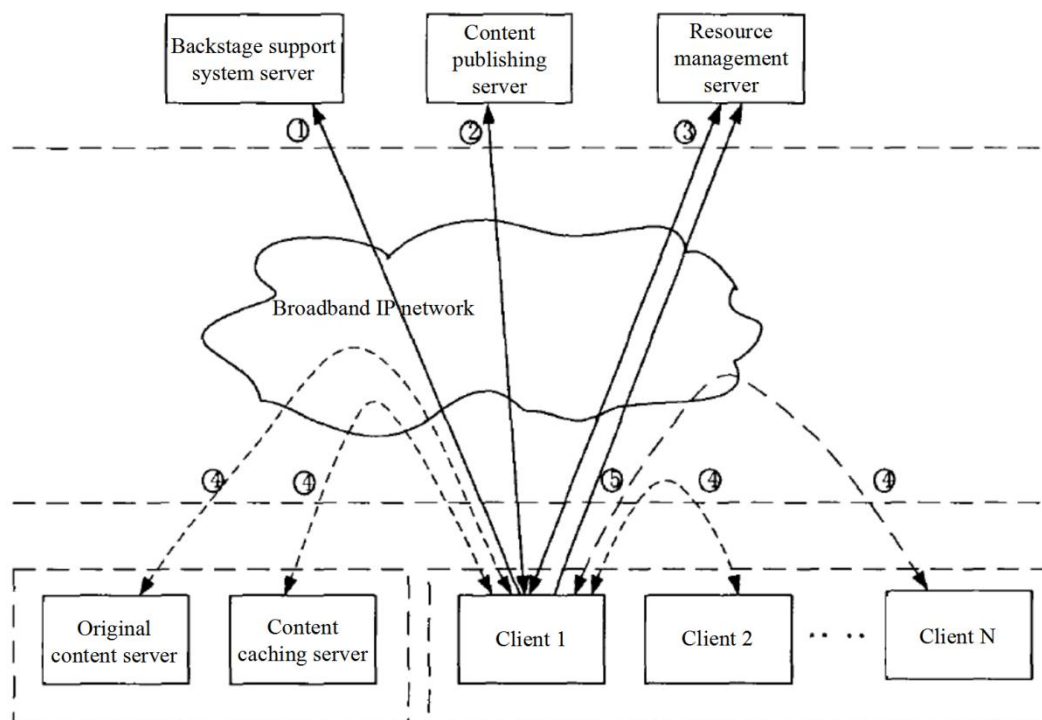 Backstage support
system server
Content
publishing
server
Resource
management
server
①
②
③
Broadband IP network
④
④
⑤
④
④
Original
content server
Content
caching server
Client 1
Client 2
·· ··
Client N